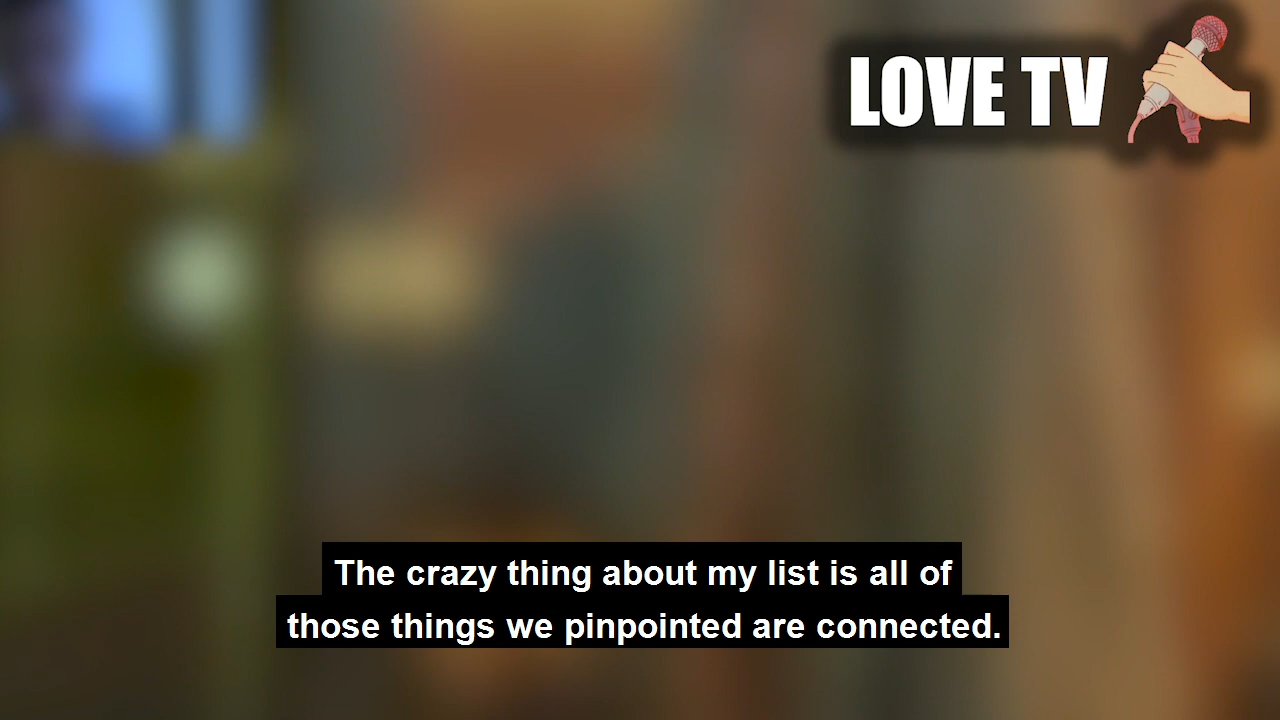 LOVE TV
The crazy thing about my list is all of
those things we pinpointed are connected.